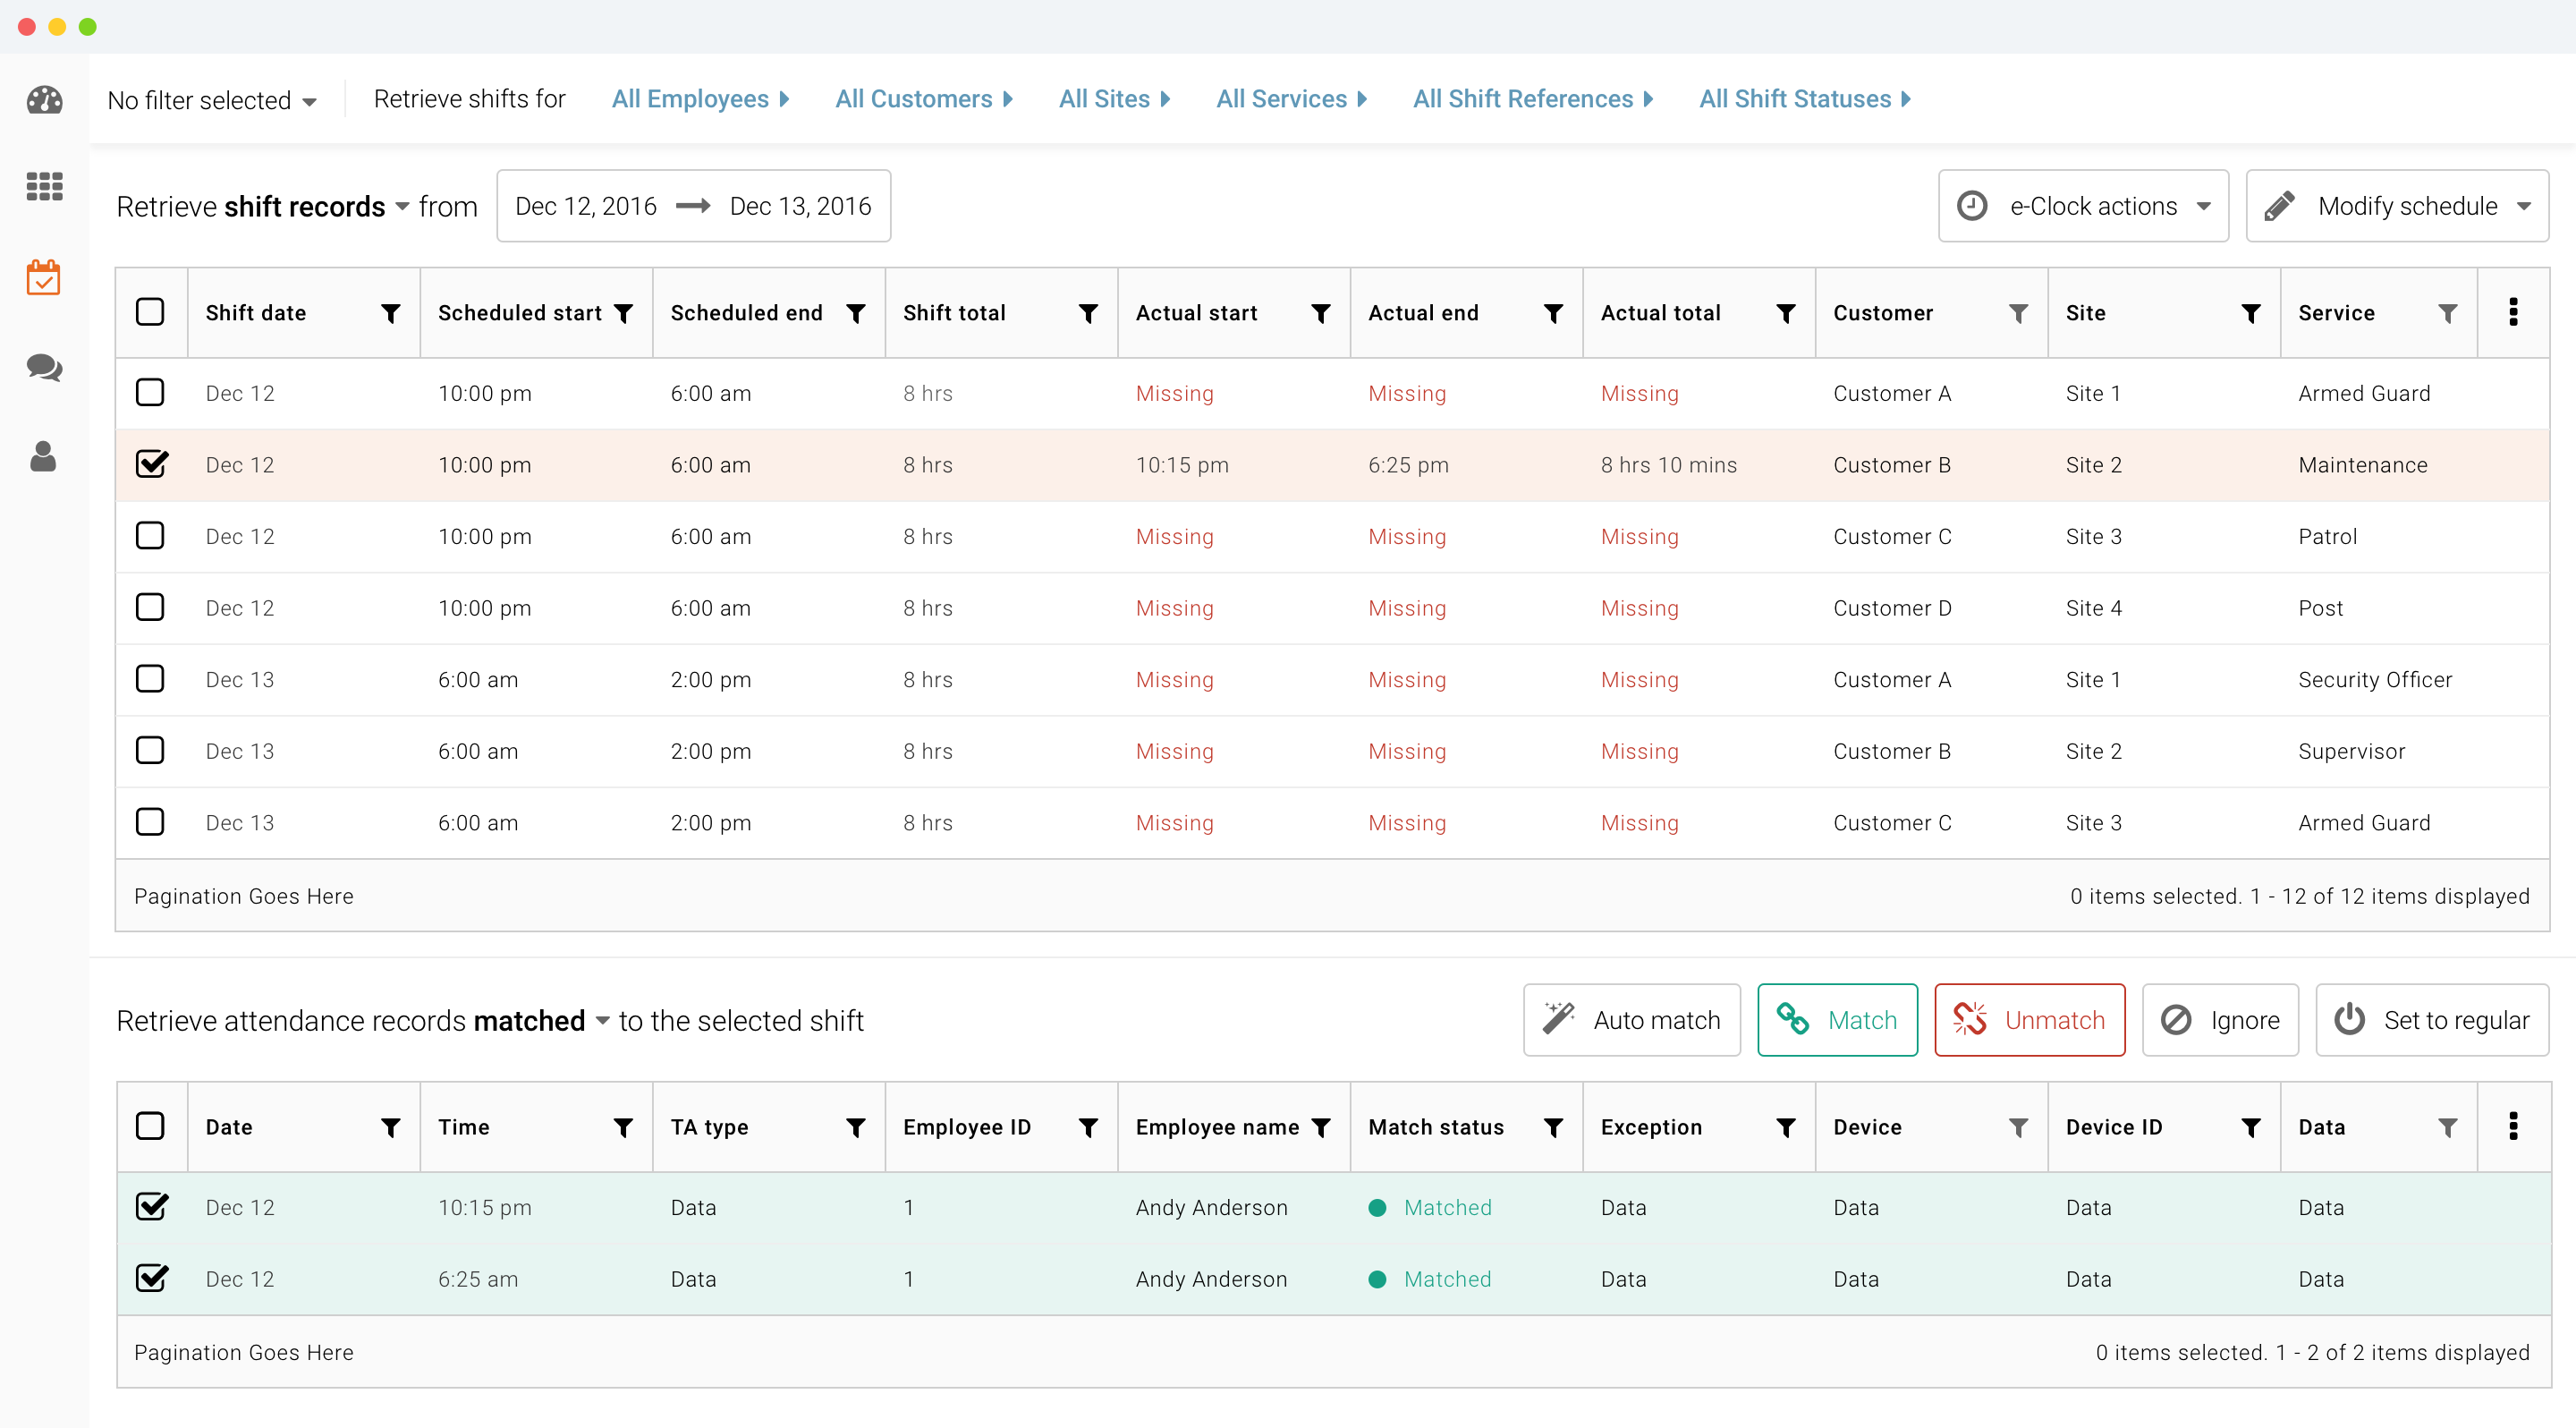 No filter selected Retrieve shifts for All Employees All Customers All Sites All Services All Shift References All Shift Statuses
Retrieve shift records from Dec 12, 2016 Dec 13, 2016 e-Clock actions Modify schedule
Shift date Scheduled start Scheduled end Shift total Actual start Actual end Actual total Customer Site Service
Dec 12 10:00 pm 6:00 am 8 hrs Missing Missing Missing Customer A Site 1 Armed Guard
Dec 12 10:00 pm 6:00 am 8 hrs 10:15 pm 6:25 pm 8 hrs 10 mins Customer B Site 2 Maintenance
Dec 12 10:00 pm 6:00 am 8 hrs Missing Missing Missing Customer C Site 3 Patrol
Dec 12 10:00 pm 6:00 am 8 hrs Missing Missing Missing Customer D Site 4 Post
Dec 13 6:00 am 2:00 pm 8 hrs Missing Missing Missing Customer A Site 1 Security Officer
Dec 13 6:00 am 2:00 pm 8 hrs Missing Missing Missing Customer B Site 2 Supervisor
Dec 13 6:00 am 2:00 pm 8 hrs Missing Missing Missing Customer C Site 3 Armed Guard
Pagination Goes Here 0 items selected. 1 - 12 of 12 items displayed
Retrieve attendance records matched to the selected shift Auto match Match Unmatch Ignore Set to regular
Date Time TA type Employee ID Employee name Match status Exception Device Device ID Data
Dec 12 10:15 pm Data 1 Andy Anderson Matched Data Data Data Data
Dec 12 6:25 am Data 1 Andy Anderson Matched Data Data Data Data
Pagination Goes Here 0 items selected. 1 - 2 of 2 items displayed